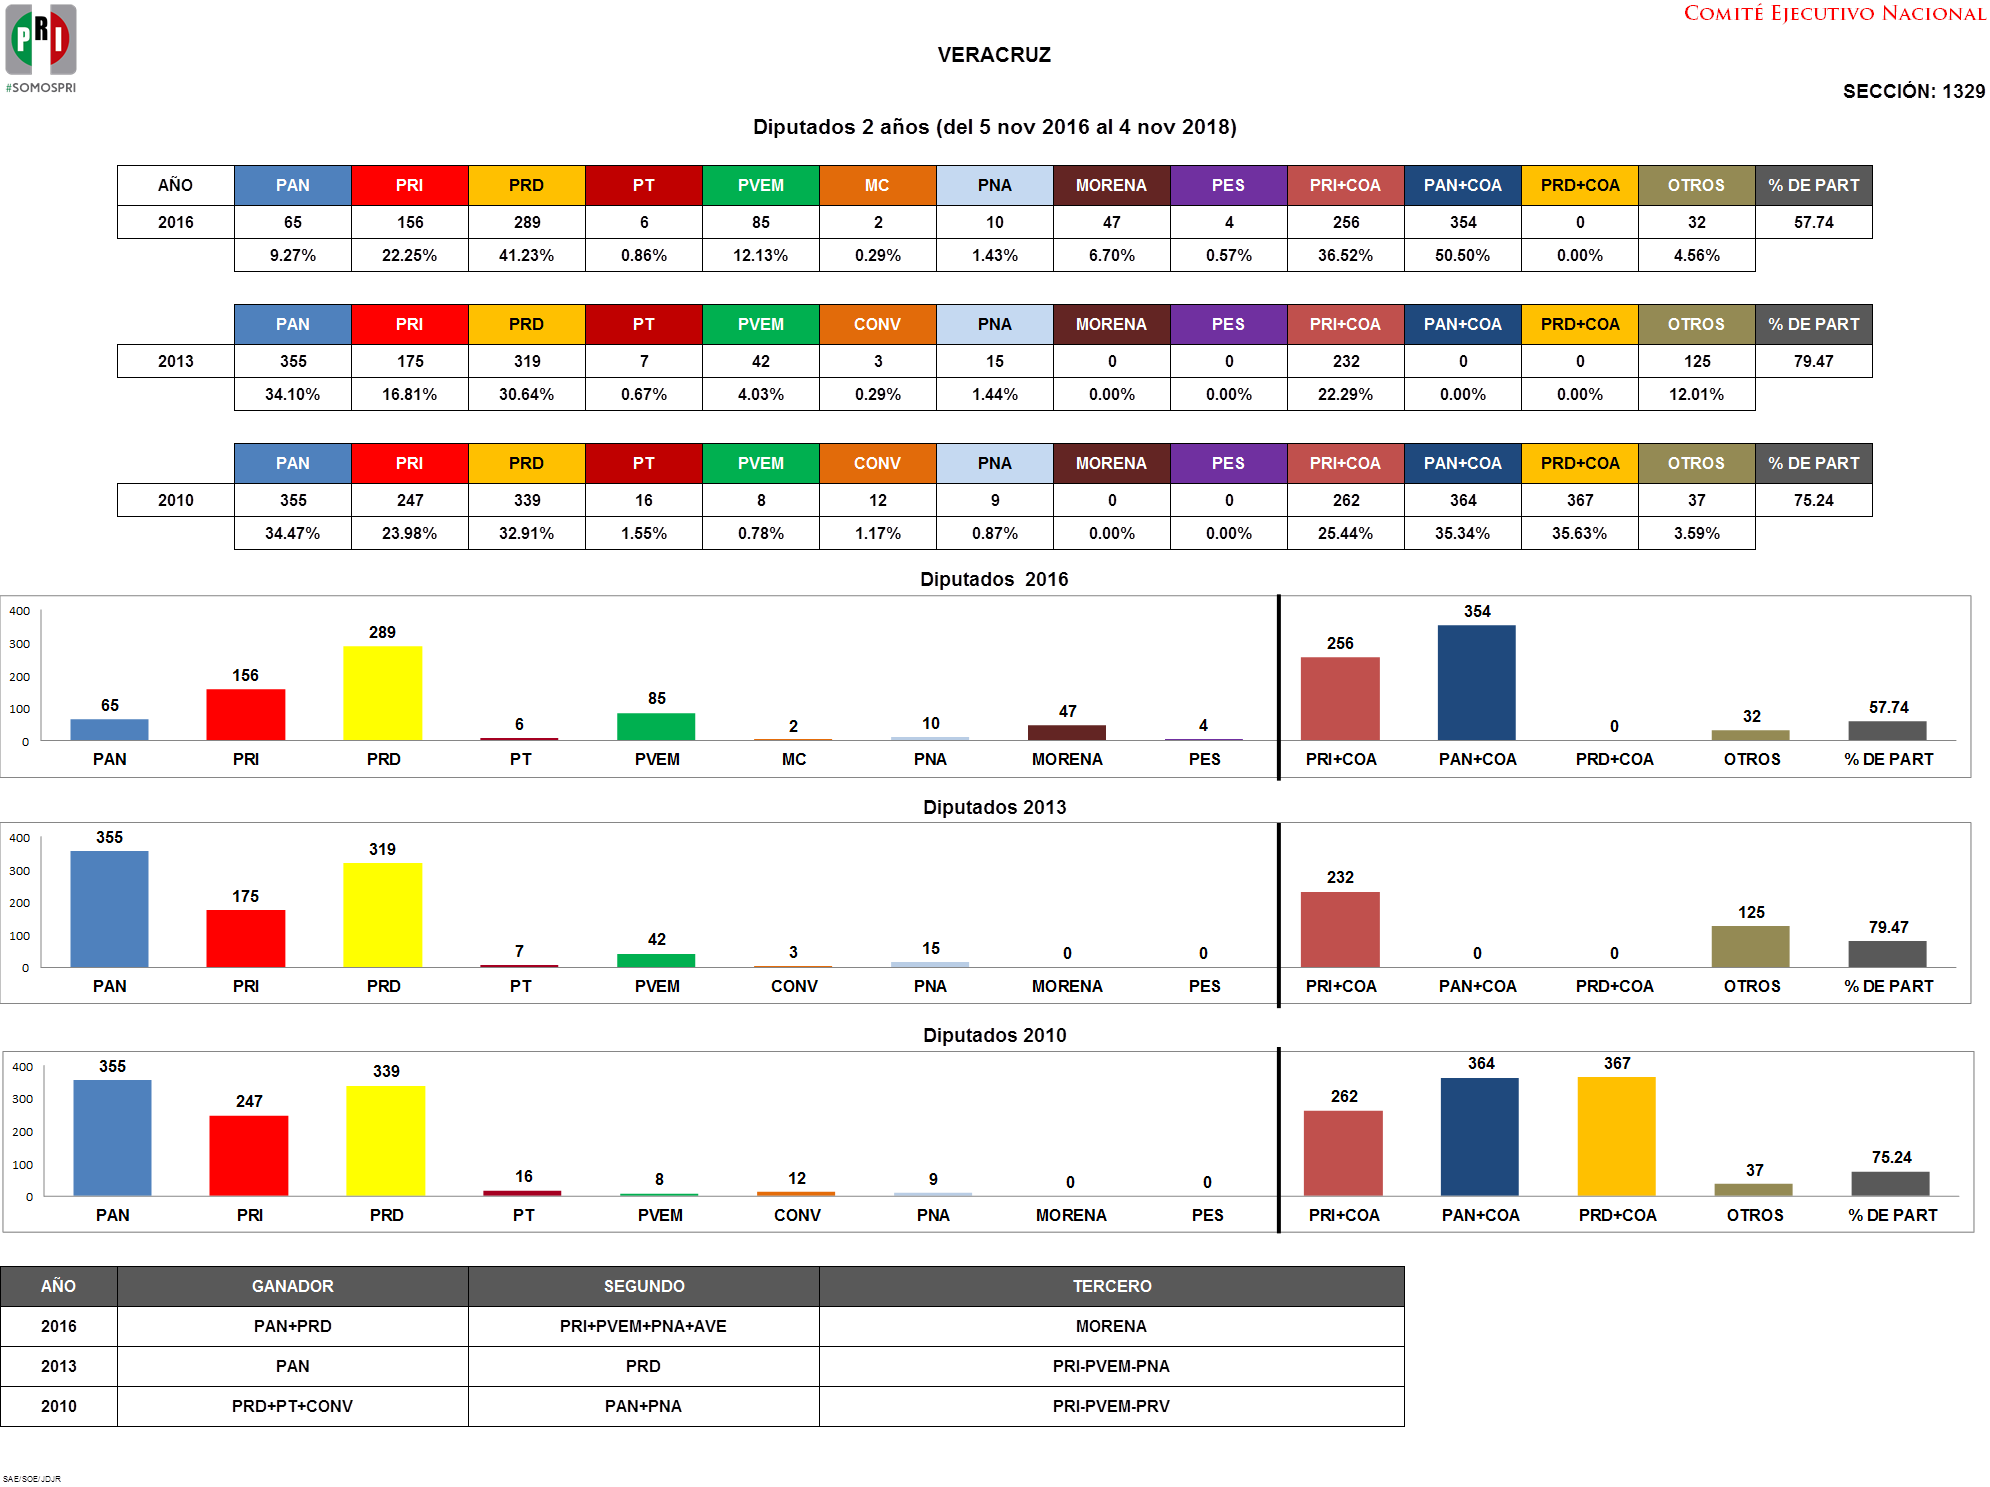 PRI
#SOMOSPRI
COMITÉ EJECUTIVO NACIONAL
VERACRUZ
SECCIÓN: 1329
Diputados 2 años (del 5 nov 2016 al 4 nov 2018)
AÑO PAN PRI PRD PT PVEM MC PNA MORENA PES PRI+COA PAN+COA PRD+COA OTROS % DE PART
2016 65 156 289 6 85 2 10 47 4 256 354 0 32 57.74
9.27% 22.25% 41.23% 0.86% 12.13% 0.29% 1.43% 6.70% 0.57% 36.52% 50.50% 0.00% 4.56%
PAN PRI PRD PT PVEM CONV PNA MORENA PES PRI+COA PAN+COA PRD+COA OTROS % DE PART
2013 355 175 319 7 42 3 15 0 0 232 0 0 125 79.47
34.10% 16.81% 30.64% 0.67% 4.03% 0.29% 1.44% 0.00% 0.00% 22.29% 0.00% 0.00% 12.01%
PAN PRI PRD PT PVEM CONV PNA MORENA PES PRI+COA PAN+COA PRD+COA OTROS % DE PART
2010 355 247 339 16 8 12 9 0 0 262 364 367 37 75.24
34.47% 23.98% 32.91% 1.55% 0.78% 1.17% 0.87% 0.00% 0.00% 25.44% 35.34% 35.63% 3.59%
Diputados  2016
400
300
200
100
0
65 156 289 6 85 2 10 47 4 256 354 0 32 57.74
PAN PRI PRD PT PVEM MC PNA MORENA PES PRI+COA PAN+COA PRD+COA OTROS % DE PART
Diputados 2013
400
300
200
100
0
355 175 319 7 42 3 15 0 0 232 0 0 125 79.47
PAN PRI PRD PT PVEM CONV PNA MORENA PES PRI+COA PAN+COA PRD+COA OTROS % DE PART
Diputados 2010
400
300
200
100
0
355 247 339 16 8 12 9 0 0 262 364 367 37 75.24
PAN PRI PRD PT PVEM CONV PNA MORENA PES PRI+COA PAN+COA PRD+COA OTROS % DE PART
AÑO GANADOR SEGUNDO TERCERO
2016 PAN+PRD PRI+PVEM+PNA+AVE MORENA
2013 PAN PRD PRI-PVEM-PNA
2010 PRD+PT+CONV PAN+PNA PRI-PVEM-PRV
SAE/SOE/JDJR